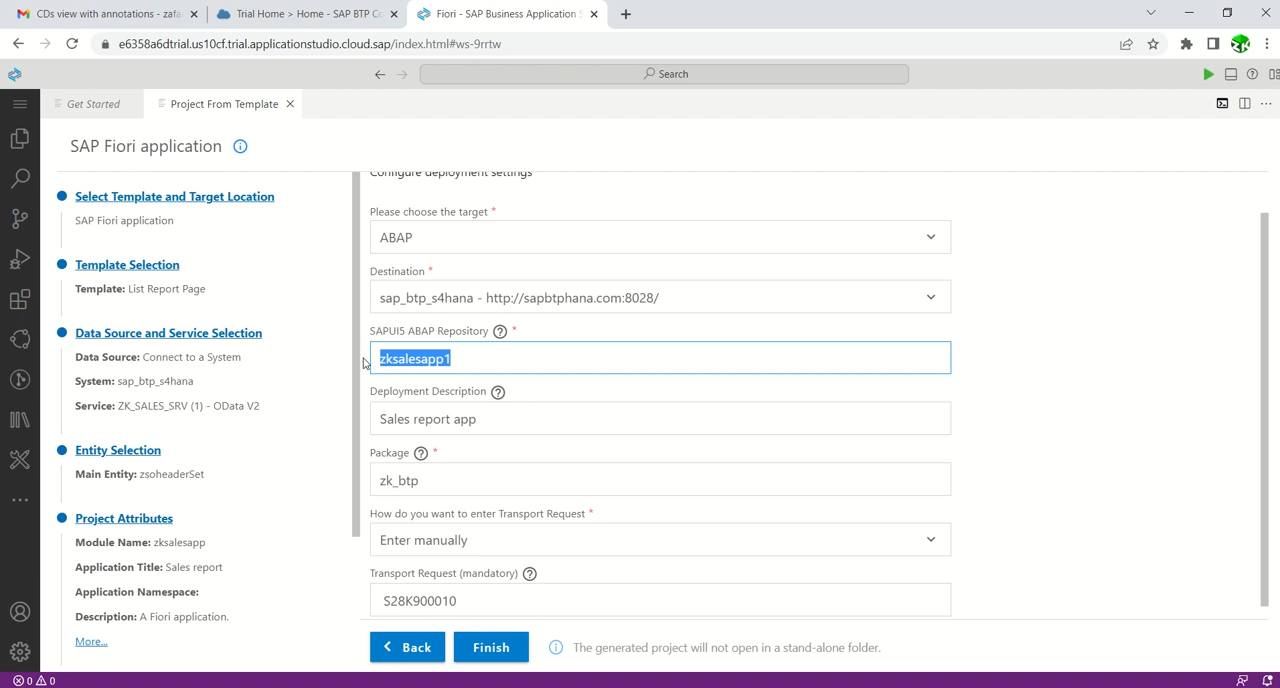 CDs view with annotations - zafa
Trial Home > Home - SAP BTP Co
Fiori - SAP Business Application S
e6358a6dtrial.us10cf.trial.applicationstudio.cloud.sap/index.html#ws-9rrtw
Search
Get Started
Project From Template
SAP Fiori application
Configure deployment settings
Select Template and Target Location
SAP Fiori application
Please choose the target *
ABAP
Template Selection
Template: List Report Page
Destination *
sap_btp_s4hana - http://sapbtphana.com:8028/
Data Source and Service Selection
Data Source: Connect to a System
System: sap_btp_s4hana
Service: ZK_SALES_SRV (1) - OData V2
SAPUI5 ABAP Repository ? *
zksalesapp1
Deployment Description ?
Sales report app
Entity Selection
Main Entity: zsoheaderSet
Package ? *
zk_btp
Project Attributes
Module Name: zksalesapp
Application Title: Sales report
Application Namespace:
Description: A Fiori application.
More...
How do you want to enter Transport Request *
Enter manually
Transport Request (mandatory) ?
S28K900010
Back
Finish
The generated project will not open in a stand-alone folder.
0 0